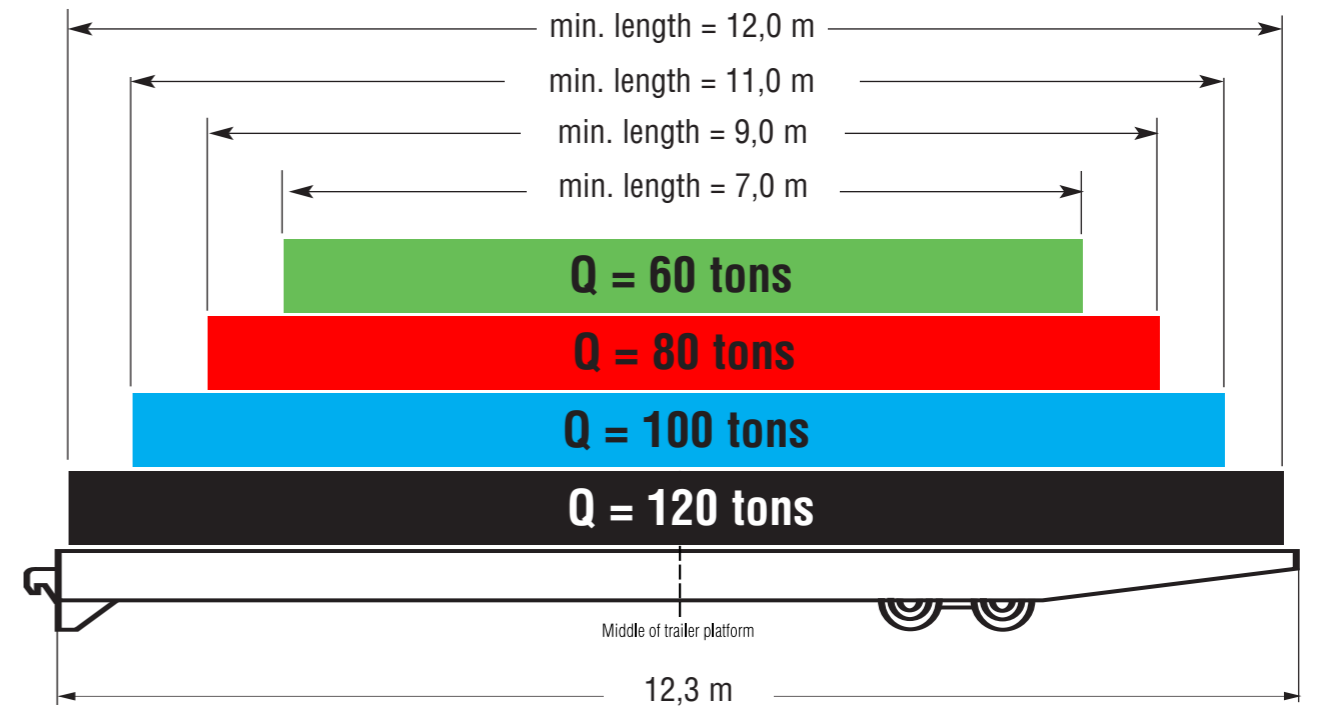 min. length = 12,0 m
min. length = 11,0 m
min. length = 9,0 m
min. length = 7,0 m
Q = 60 tons
Q = 80 tons
Q = 100 tons
Q = 120 tons
Middle of trailer platform
12,3 m